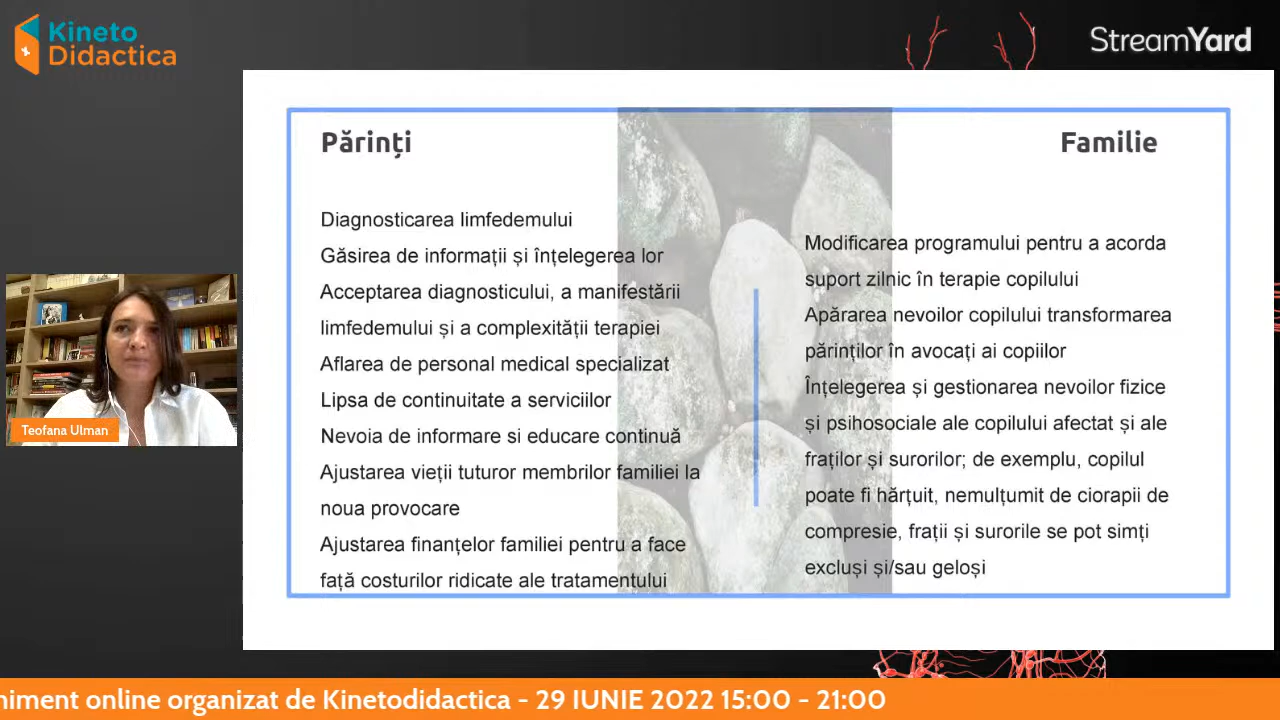 Kineto
Didactica
StreamYard
Părinți
Diagnosticarea limfedemului
Găsirea de informații și înțelegerea lor
Acceptarea diagnosticului, a manifestării
limfedemului și a complexității terapiei
Aflarea de personal medical specializat
Lipsa de continuitate a serviciilor
Nevoia de informare si educare continuă
Ajustarea vieții tuturor membrilor familiei la
noua provocare
Ajustarea finanțelor familiei pentru a face
față costurilor ridicate ale tratamentului
Familie
Modificarea programului pentru a acorda
suport zilnic în terapie copilului
Apărarea nevoilor copilului transformarea
părinților în avocați ai copiilor
Înțelegerea și gestionarea nevoilor fizice
și psihosociale ale copilului afectat și ale
fraților și surorilor; de exemplu, copilul
poate fi hărțuit, nemulțumit de ciorapii de
compresie, frații și surorile se pot simți
excluși și/sau geloși
Teofana Ulman
niment online organizat de Kinetodidactica - 29 IUNIE 2022 15:00 - 21:00